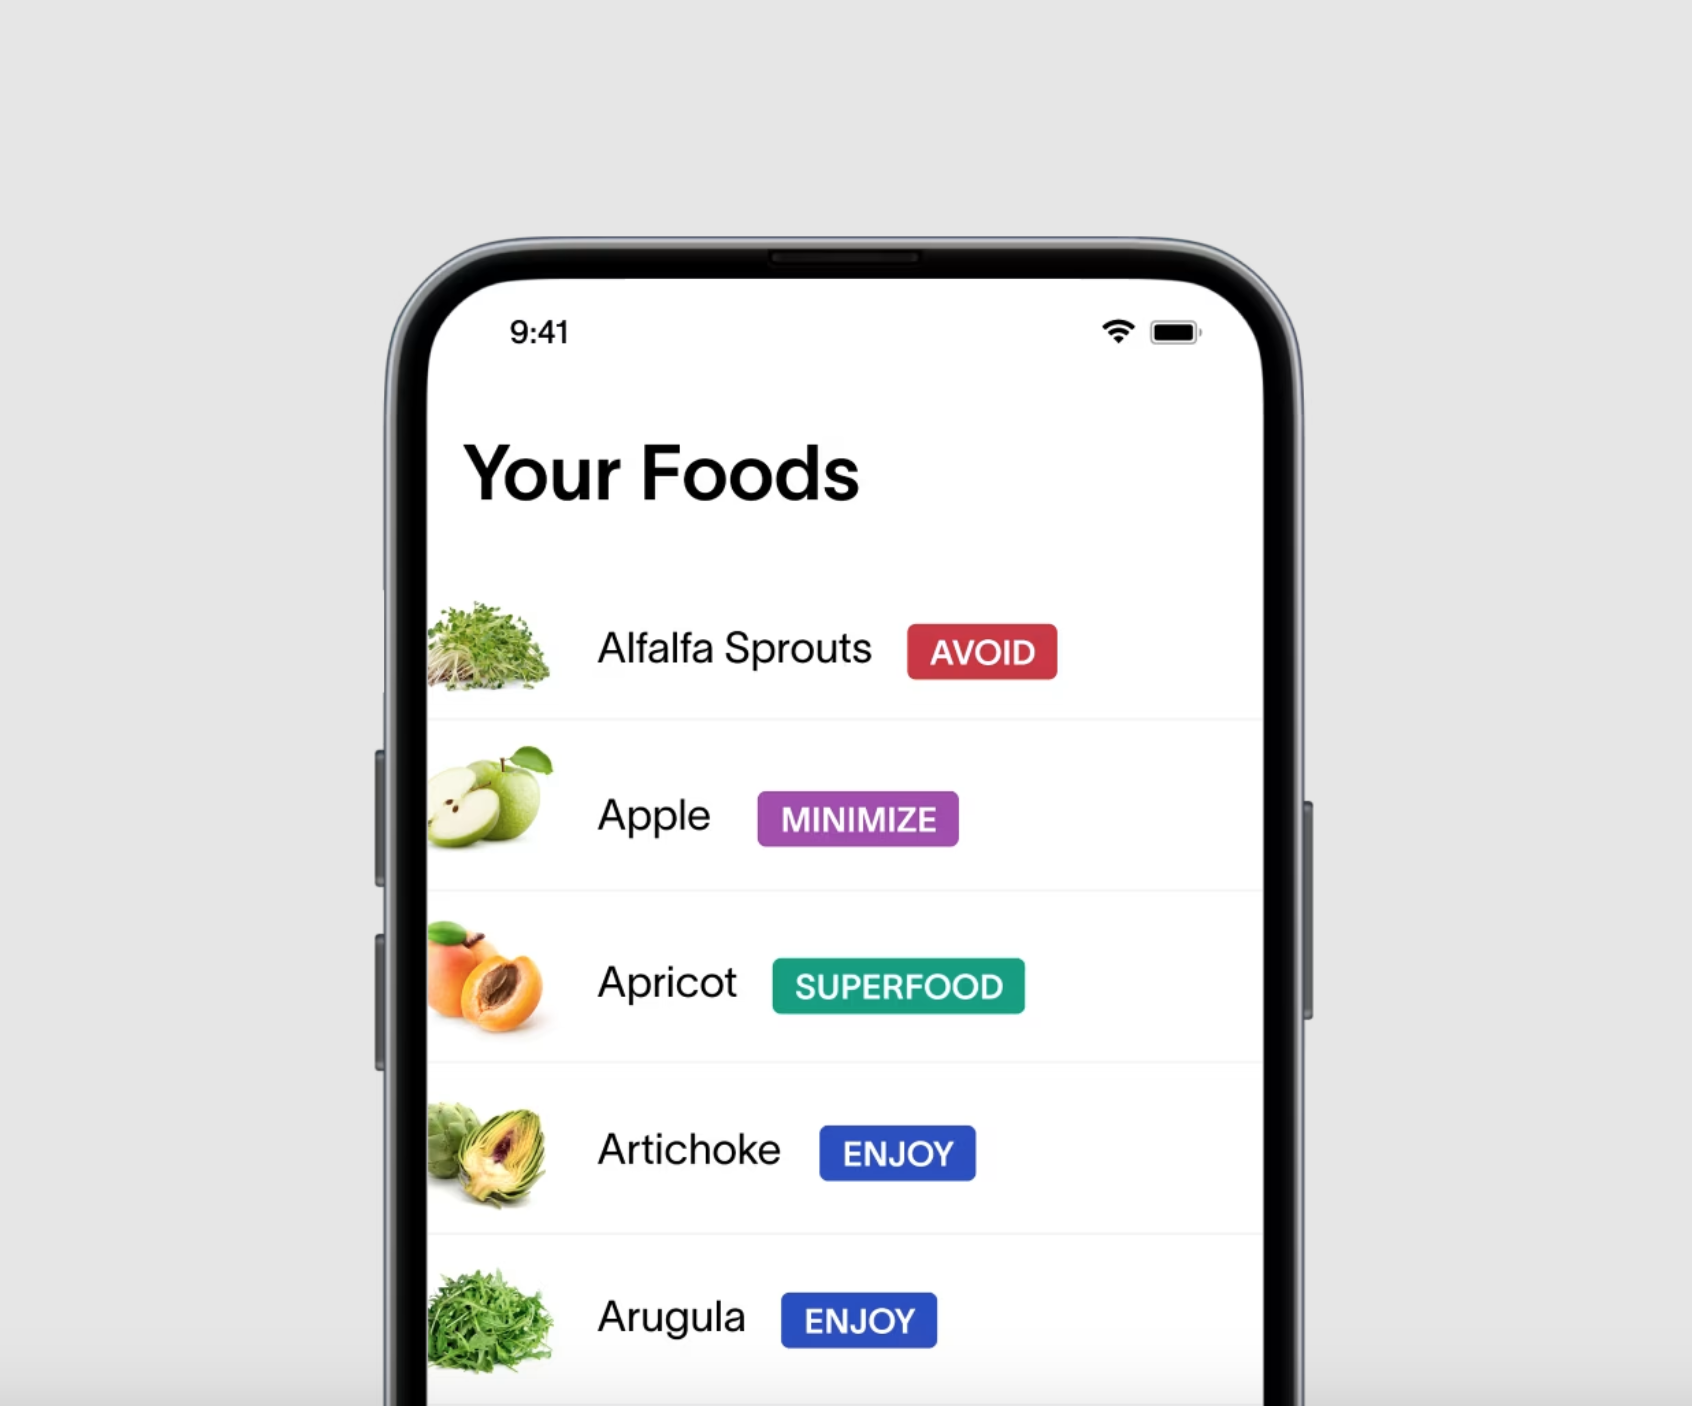 9:41
Your Foods
Alfalfa Sprouts AVOID
Apple MINIMIZE
Apricot SUPERFOOD
Artichoke ENJOY
Arugula ENJOY